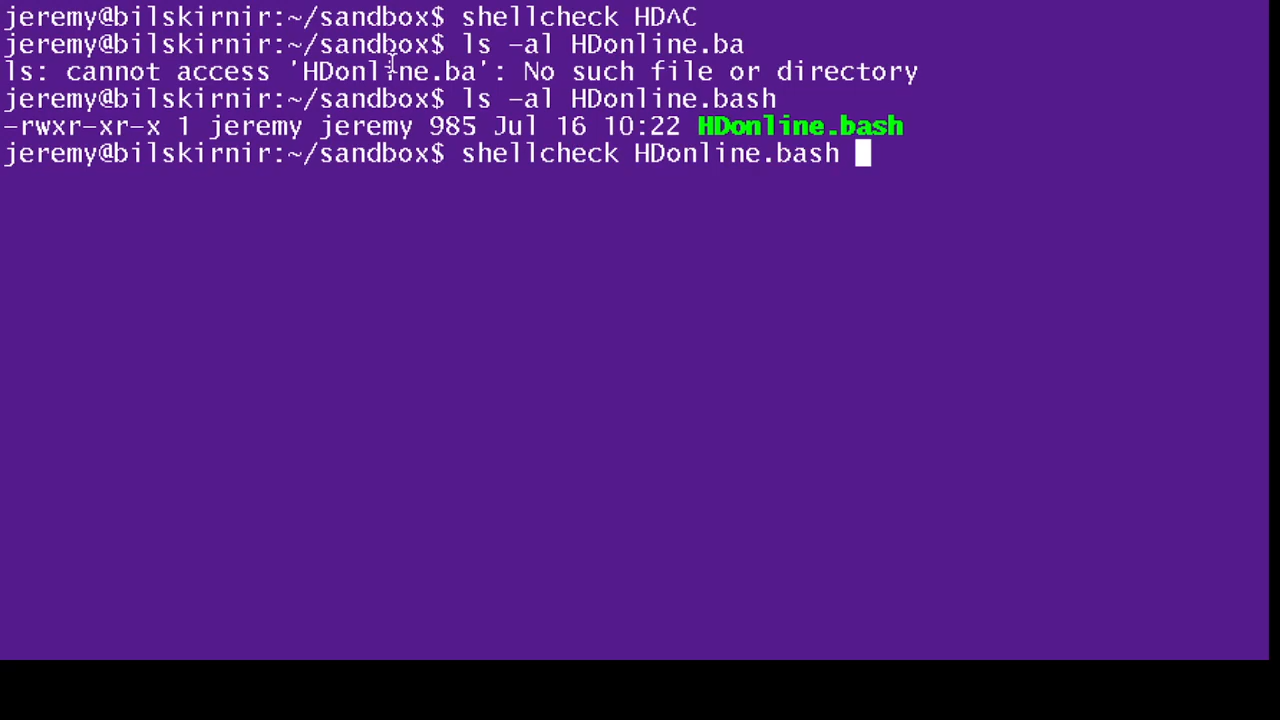 jeremy@bilskirnir:~/sandbox$ shellcheck HD^C
jeremy@bilskirnir:~/sandbox$ ls -al HDonline.ba
ls: cannot access 'HDonline.ba': No such file or directory
jeremy@bilskirnir:~/sandbox$ ls -al HDonline.bash
-rwxr-xr-x 1 jeremy jeremy 985 Jul 16 10:22 HDonline.bash
jeremy@bilskirnir:~/sandbox$ shellcheck HDonline.bash